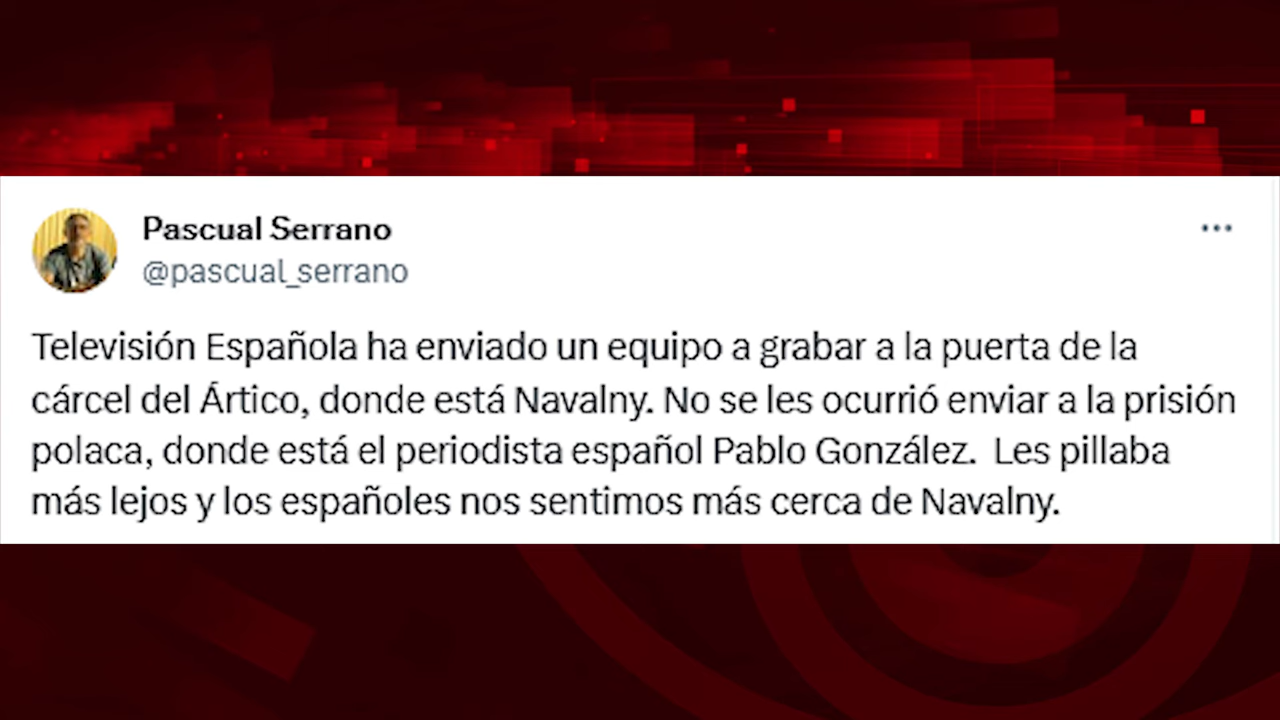 Pascual Serrano
@pascual_serrano
Televisión Española ha enviado un equipo a grabar a la puerta de la
cárcel del Ártico, donde está Navalny. No se les ocurrió enviar a la prisión
polaca, donde está el periodista español Pablo González. Les pillaba
más lejos y los españoles nos sentimos más cerca de Navalny.